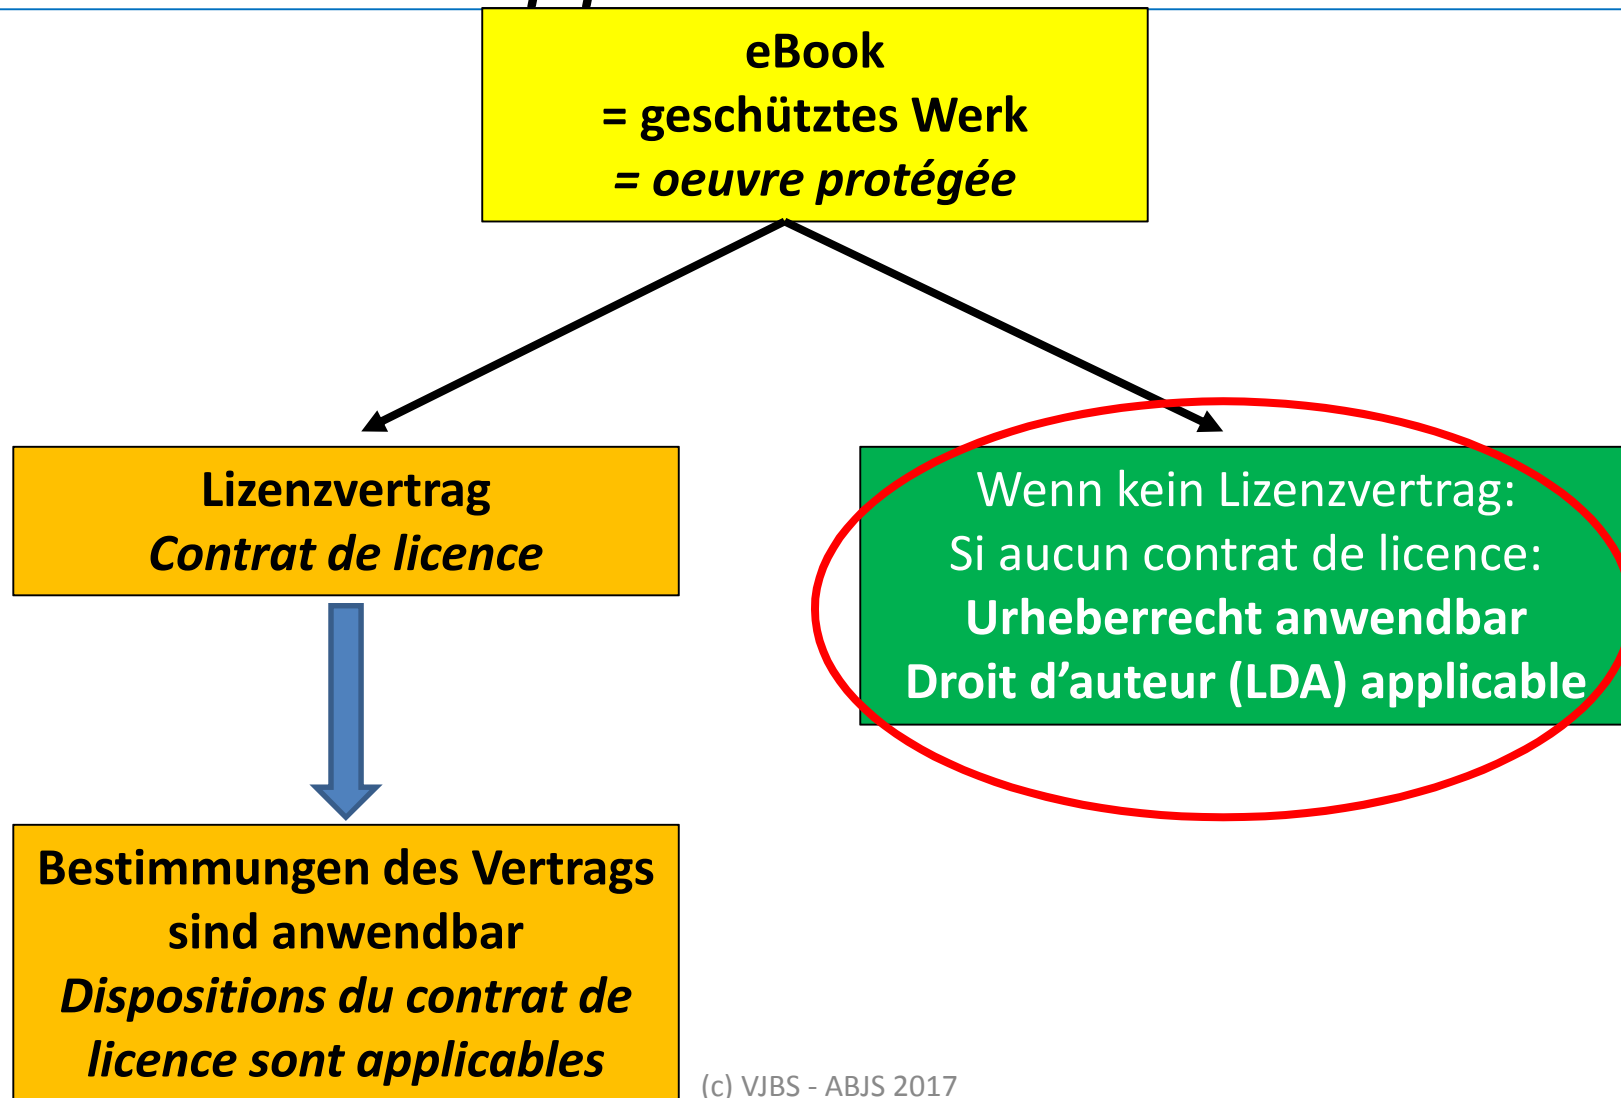 eBook
= geschütztes Werk
= oeuvre protégée
Lizenzvertrag
Contrat de licence
Wenn kein Lizenzvertrag:
Si aucun contrat de licence:
Urheberrecht anwendbar
Droit d’auteur (LDA) applicable
Bestimmungen des Vertrags
sind anwendbar
Dispositions du contrat de
licence sont applicables
(c) VJBS - ABJS 2017